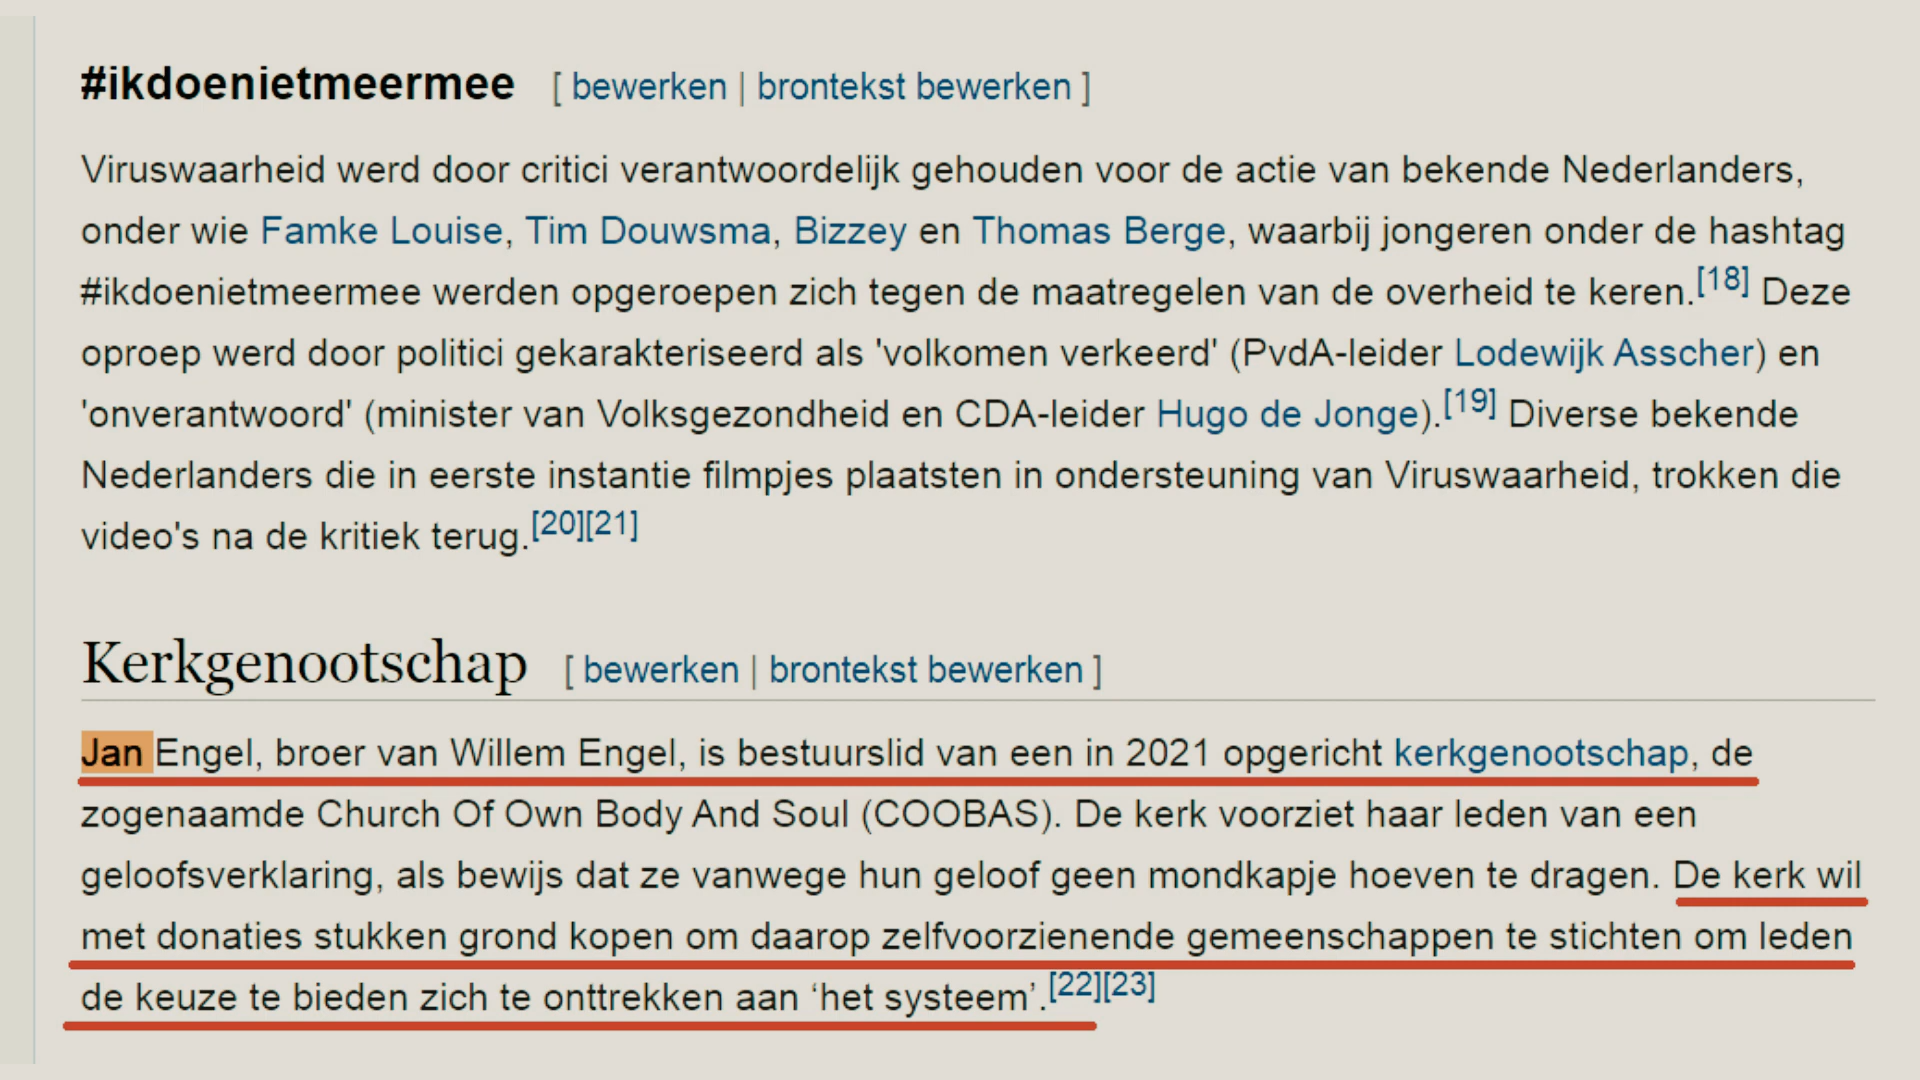 #ikdoenietmeermee [ bewerken | brontekst bewerken ]
Viruswaarheid werd door critici verantwoordelijk gehouden voor de actie van bekende Nederlanders,
onder wie Famke Louise, Tim Douwsma, Bizzey en Thomas Berge, waarbij jongeren onder de hashtag
#ikdoenietmeermee werden opgeroepen zich tegen de maatregelen van de overheid te keren.[18] Deze
oproep werd door politici gekarakteriseerd als 'volkomen verkeerd' (PvdA-leider Lodewijk Asscher) en
'onverantwoord' (minister van Volksgezondheid en CDA-leider Hugo de Jonge).[19] Diverse bekende
Nederlanders die in eerste instantie filmpjes plaatsten in ondersteuning van Viruswaarheid, trokken die
video's na de kritiek terug.[20][21]
Kerkgenootschap [ bewerken | brontekst bewerken ]
Jan Engel, broer van Willem Engel, is bestuurslid van een in 2021 opgericht kerkgenootschap, de
zogenaamde Church Of Own Body And Soul (COOBAS). De kerk voorziet haar leden van een
geloofsverklaring, als bewijs dat ze vanwege hun geloof geen mondkapje hoeven te dragen. De kerk wil
met donaties stukken grond kopen om daarop zelfvoorzienende gemeenschappen te stichten om leden
de keuze te bieden zich te onttrekken aan ‘het systeem’.[22][23]